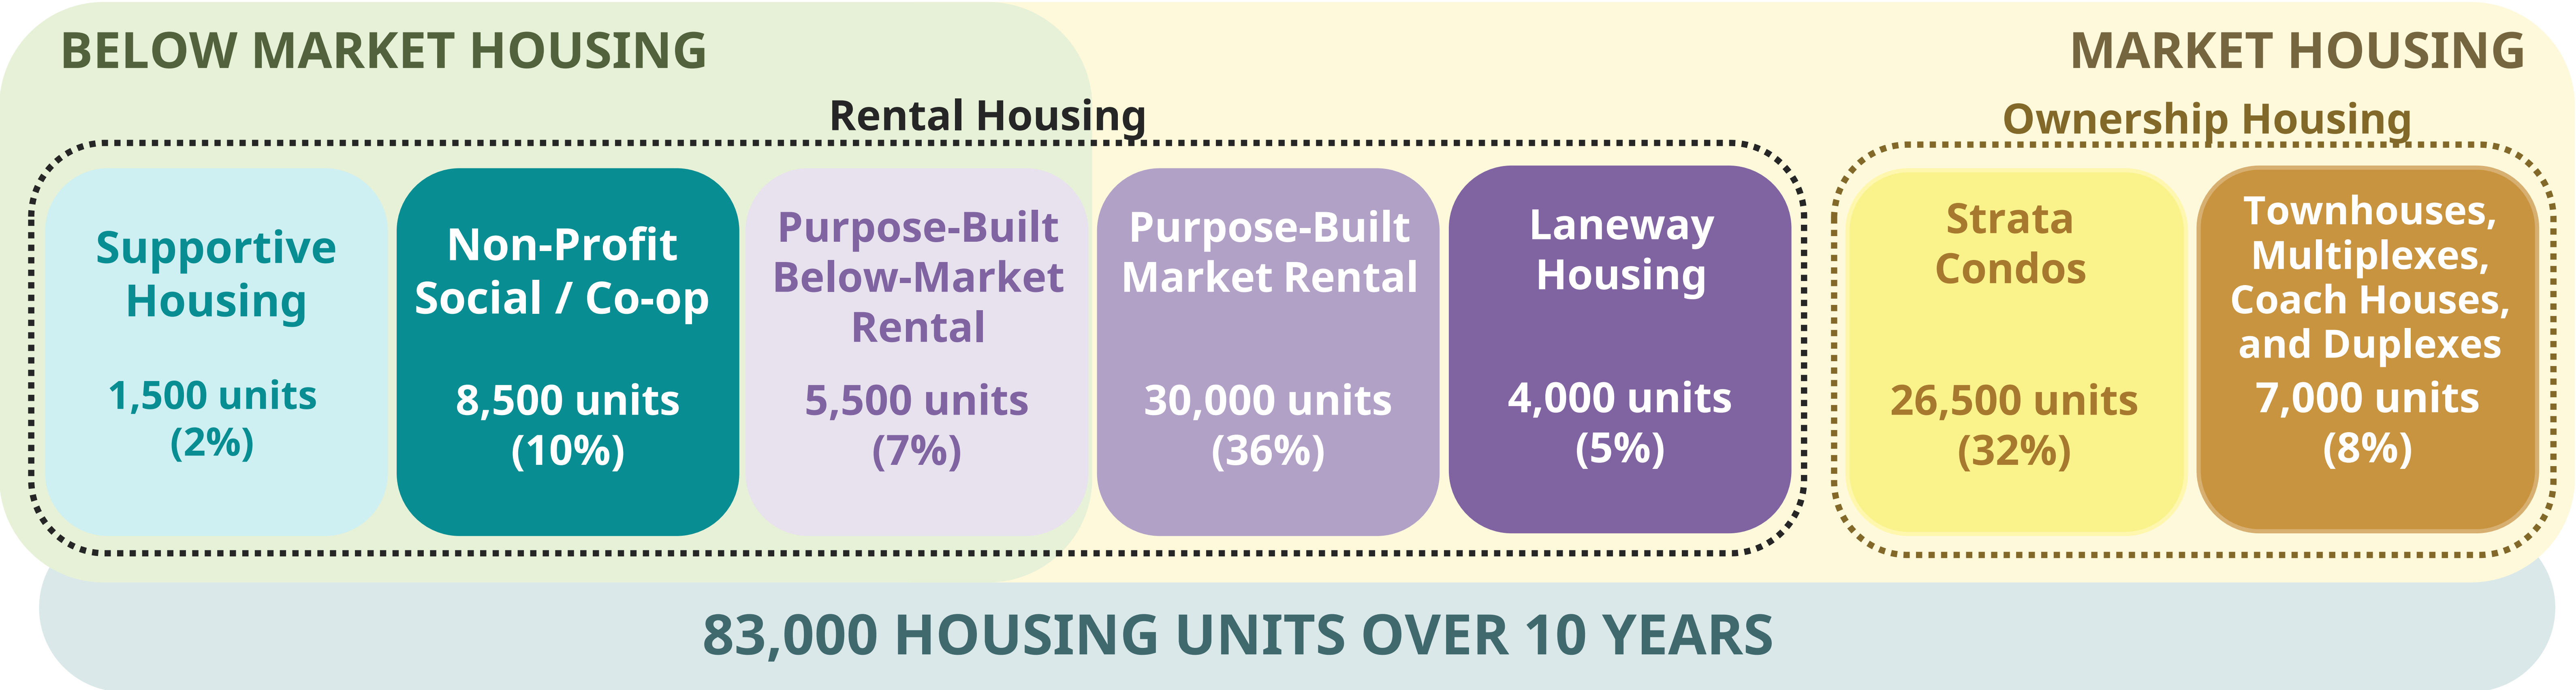 BELOW MARKET HOUSING
MARKET HOUSING
Rental Housing
Ownership Housing
Supportive
Housing
1,500 units
(2%)
Non-Profit
Social / Co-op
8,500 units
(10%)
Purpose-Built
Below-Market
Rental
5,500 units
(7%)
Purpose-Built
Market Rental
30,000 units
(36%)
Laneway
Housing
4,000 units
(5%)
Strata
Condos
26,500 units
(32%)
Townhouses,
Multiplexes,
Coach Houses,
and Duplexes
7,000 units
(8%)
83,000 HOUSING UNITS OVER 10 YEARS